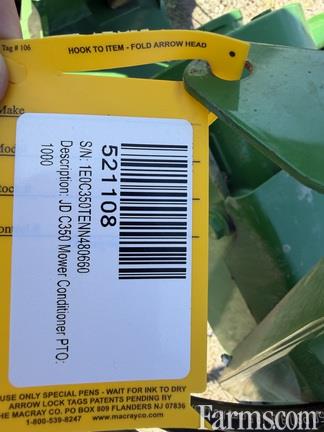 Tag # 106
HOOK TO ITEM - FOLD ARROW HEAD
Make
521108
S/N: 1E0C350TENN480660
Description: JD C350 Mower Conditioner PTO:
1000
USE ONLY SPECIAL PENS - WAIT FOR INK TO DRY
ARROW LOCK TAGS PATENTS PENDING BY
THE MACRAY CO. PO BOX 809 FLANDERS NJ 07836
1-800-539-8247 www.macrayco.com
Farms.com